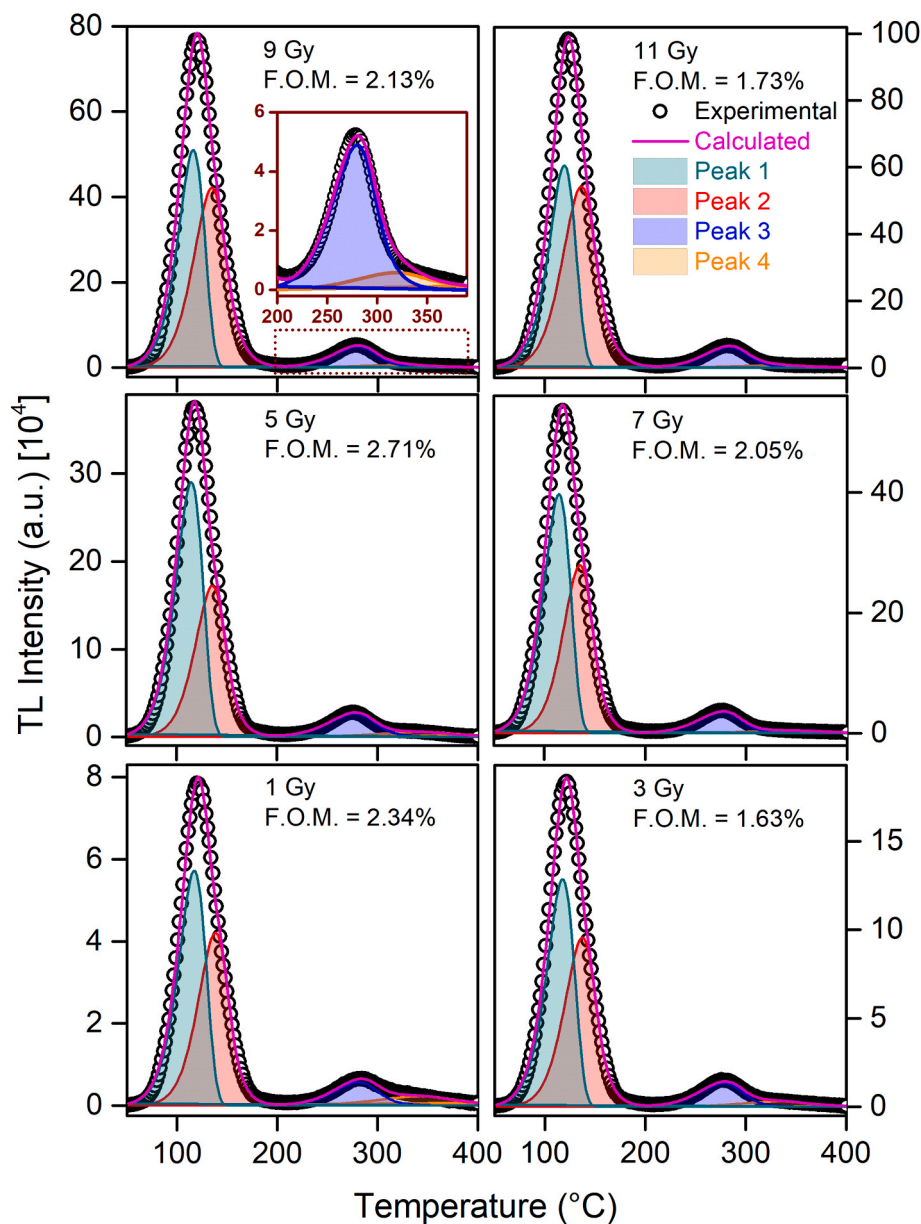 80
60
40
20
0
9 Gy
F.O.M. = 2.13%
6
4
2
0
200
250
300
350
11 Gy
F.O.M. = 1.73%
Experimental
Calculated
Peak 1
Peak 2
Peak 3
Peak 4
100
80
60
40
20
0
TL Intensity (a.u.) [10⁴]
30
20
10
0
5 Gy
F.O.M. = 2.71%
7 Gy
F.O.M. = 2.05%
40
20
0
8
6
4
2
0
1 Gy
F.O.M. = 2.34%
3 Gy
F.O.M. = 1.63%
15
10
5
0
100
200
300
400
100
200
300
400
Temperature (°C)